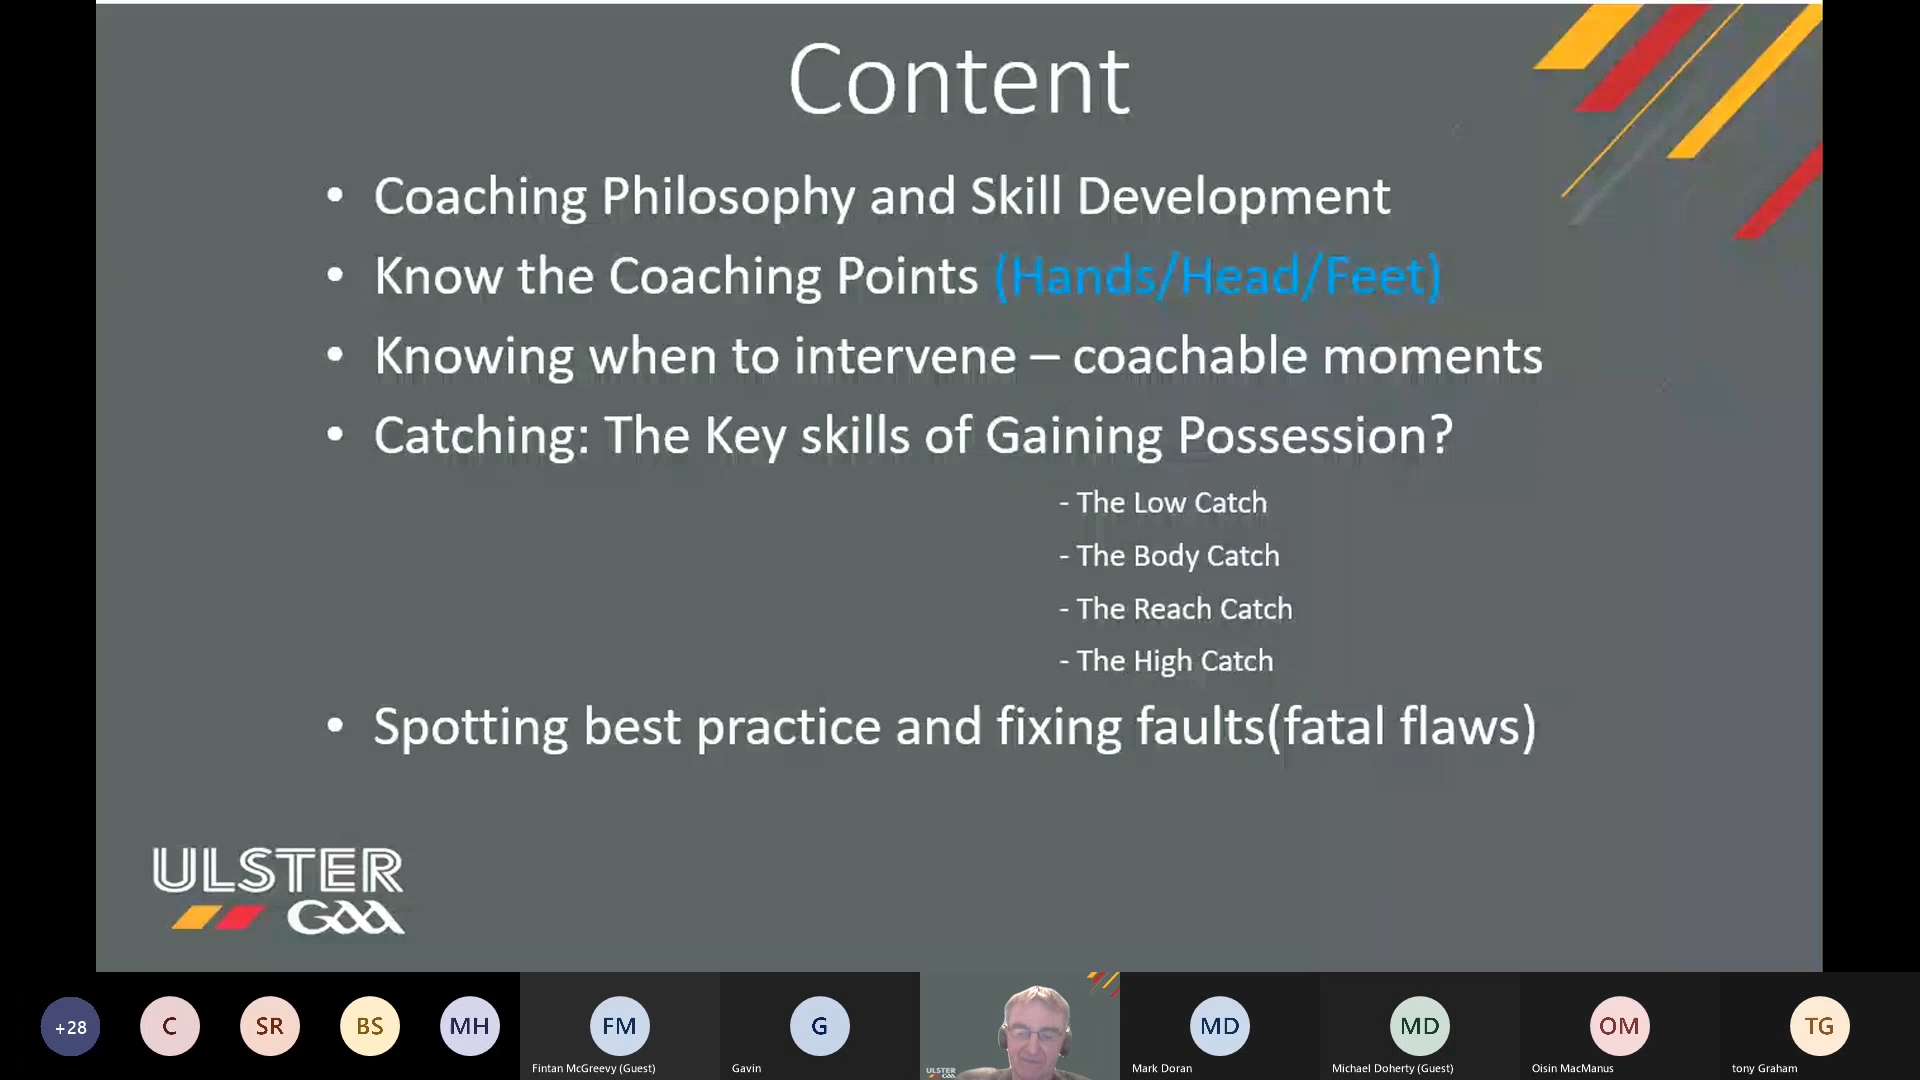 Content
• Coaching Philosophy and Skill Development
• Know the Coaching Points (Hands/Head/Feet)
• Knowing when to intervene – coachable moments
• Catching: The Key skills of Gaining Possession?
- The Low Catch
- The Body Catch
- The Reach Catch
- The High Catch
• Spotting best practice and fixing faults(fatal flaws)
ULSTER
GAA
+28
C
SR
BS
MH
FM
G
MD
MD
OM
TG
Fintan McGreevy (Guest)
Gavin
ULSTER
GAA
Mark Doran
Michael Doherty (Guest)
Oisin MacManus
tony Graham